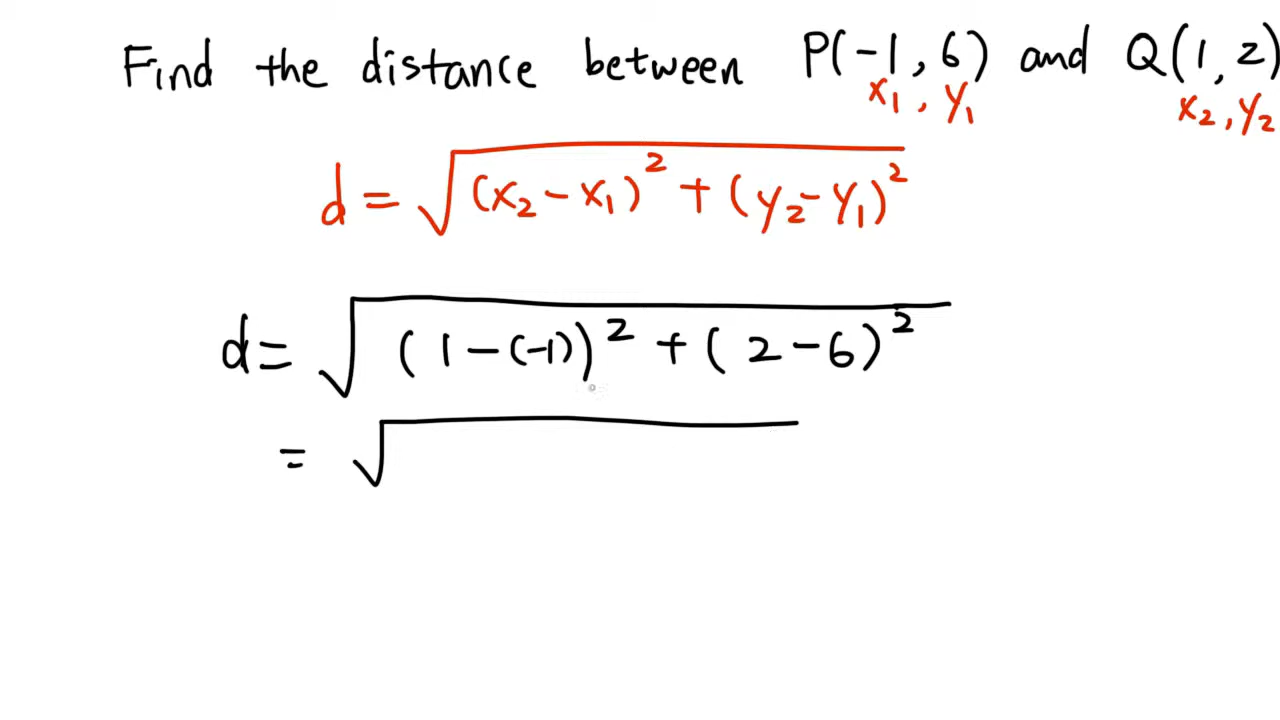 Find the distance between P(-1, 6) and Q(1, 2)
x₁, y₁ x₂, y₂
d = √((x₂ - x₁)² + (y₂ - y₁)²)
d = √((1 - (-1))² + (2 - 6)²)
= √